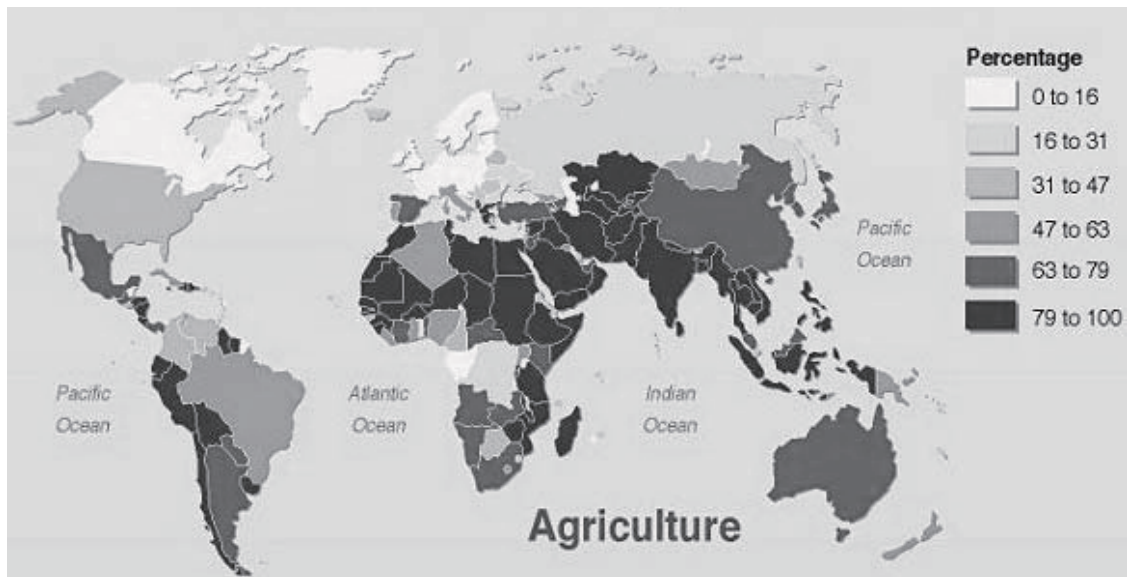 Percentage
0 to 16
16 to 31
31 to 47
47 to 63
63 to 79
79 to 100
Pacific
Ocean
Pacific
Ocean
Atlantic
Ocean
Indian
Ocean
Agriculture